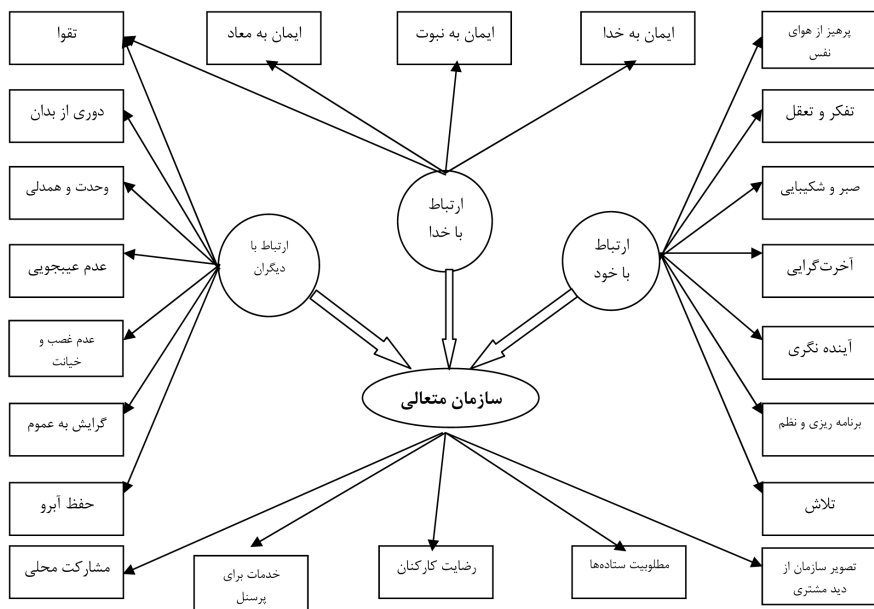 ایمان به خدا
ایمان به نبوت
ایمان به معاد
تقوا
پرهیز از هوای
نفس
تفکر و تعقل
صبر و شکیبایی
آخرت‌گرایی
آینده نگری
برنامه ریزی و نظم
تلاش
تصویر سازمان از
دید مشتری
ارتباط
با خود
ارتباط
با خدا
ارتباط با
دیگران
دوری از بدان
وحدت و همدلی
عدم عیبجویی
عدم غصب و
خیانت
گرایش به عموم
حفظ آبرو
مشارکت محلی
سازمان متعالی
مطلوبیت ستاده‌ها
رضایت کارکنان
خدمات برای
پرسنل